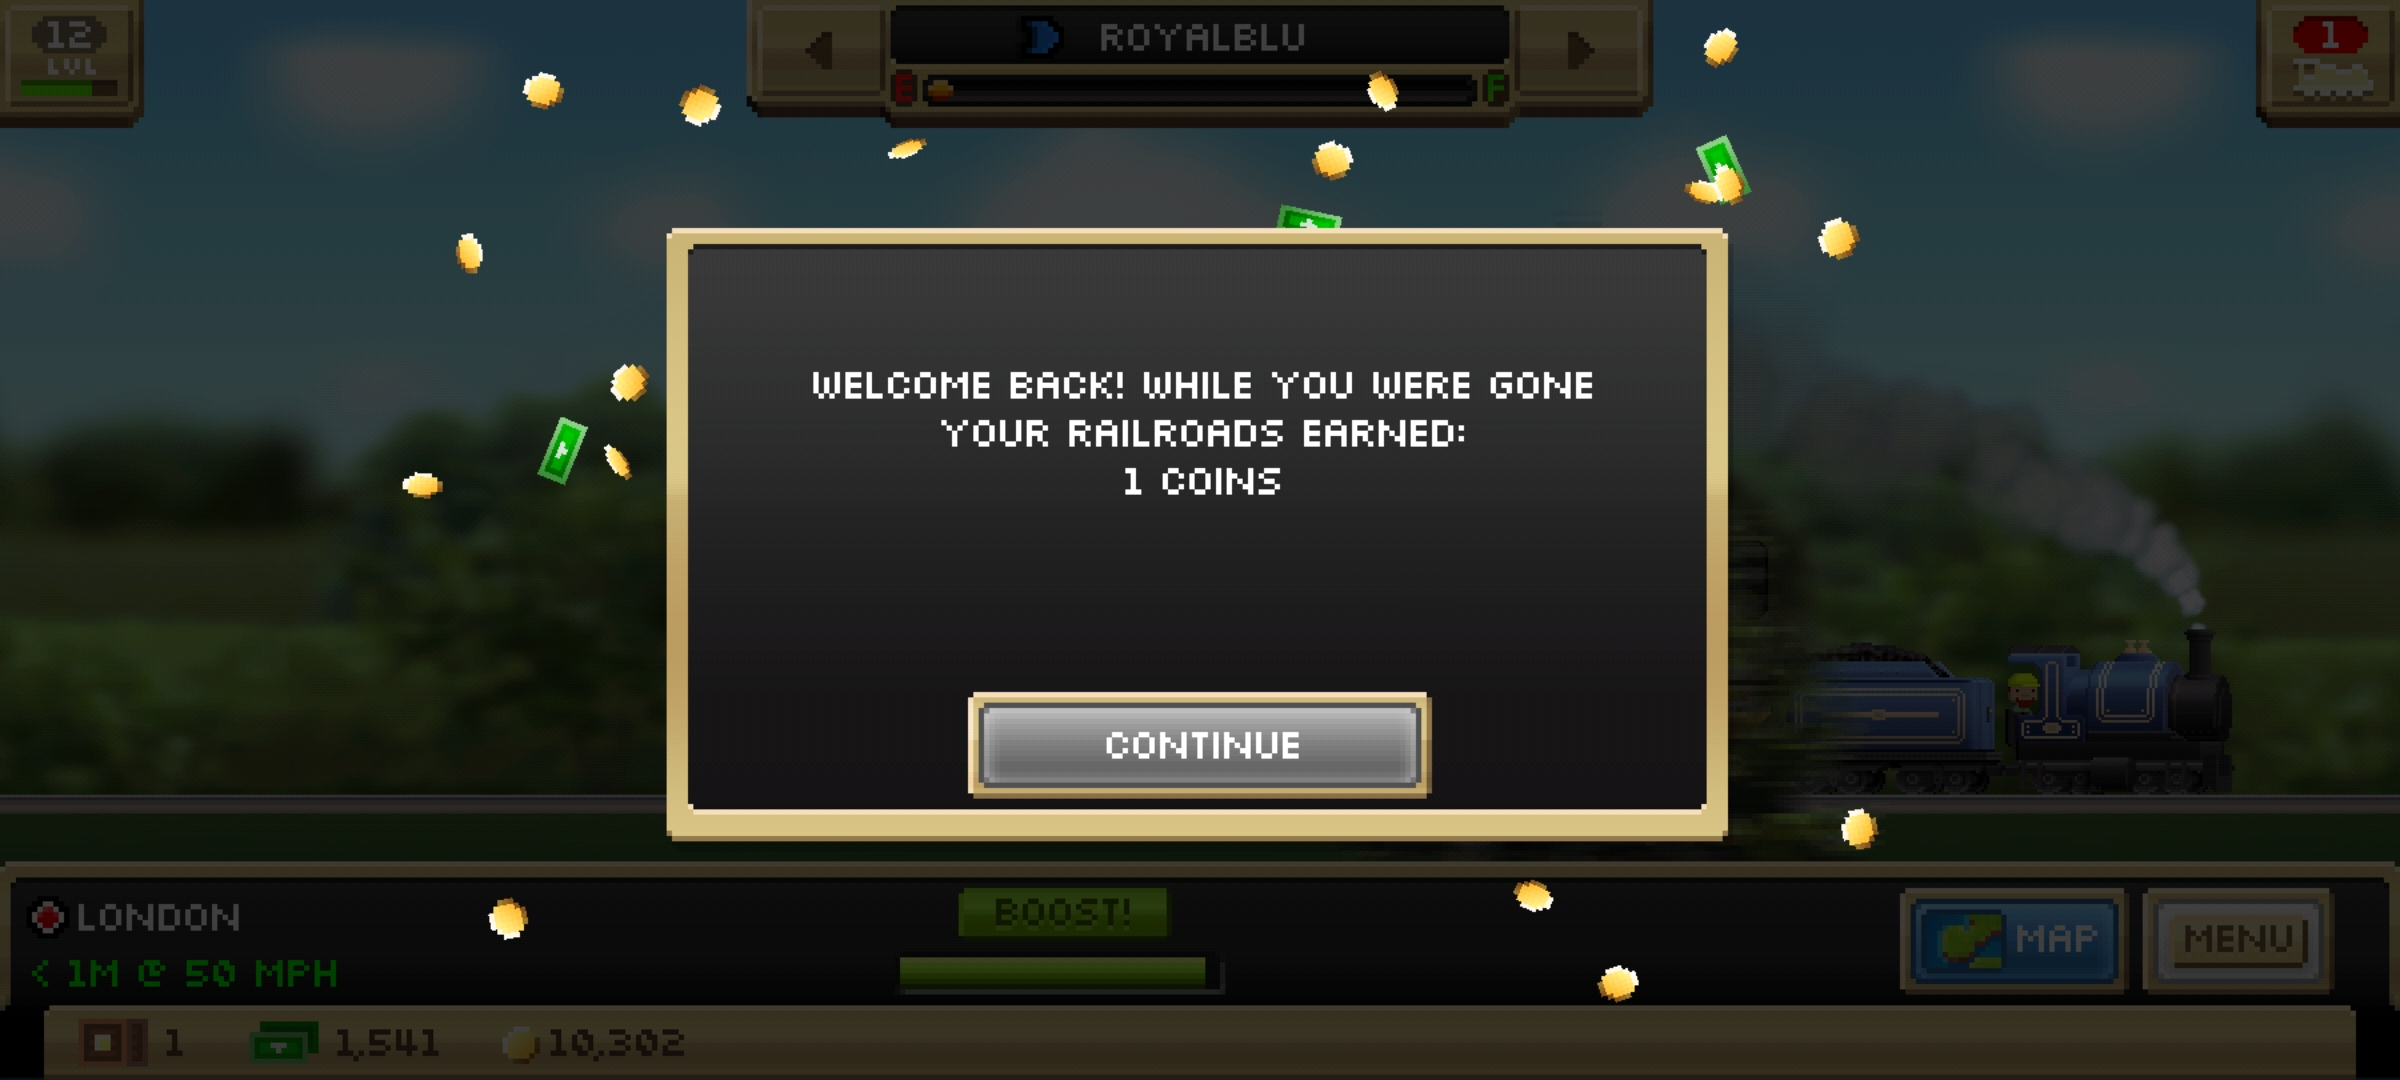 12
LVL
ROYALBLU
E F
1
WELCOME BACK! WHILE YOU WERE GONE
YOUR RAILROADS EARNED:
1 COINS
CONTINUE
LONDON
< 1M @ 50 MPH
BOOST!
MAP
MENU
1 1,541 10,302